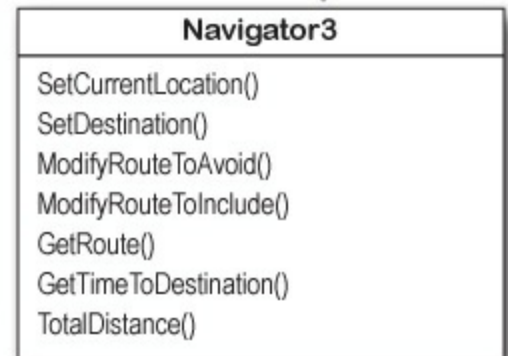 Navigator3
SetCurrentLocation()
SetDestination()
ModifyRouteToAvoid()
ModifyRouteToInclude()
GetRoute()
GetTimeToDestination()
TotalDistance()